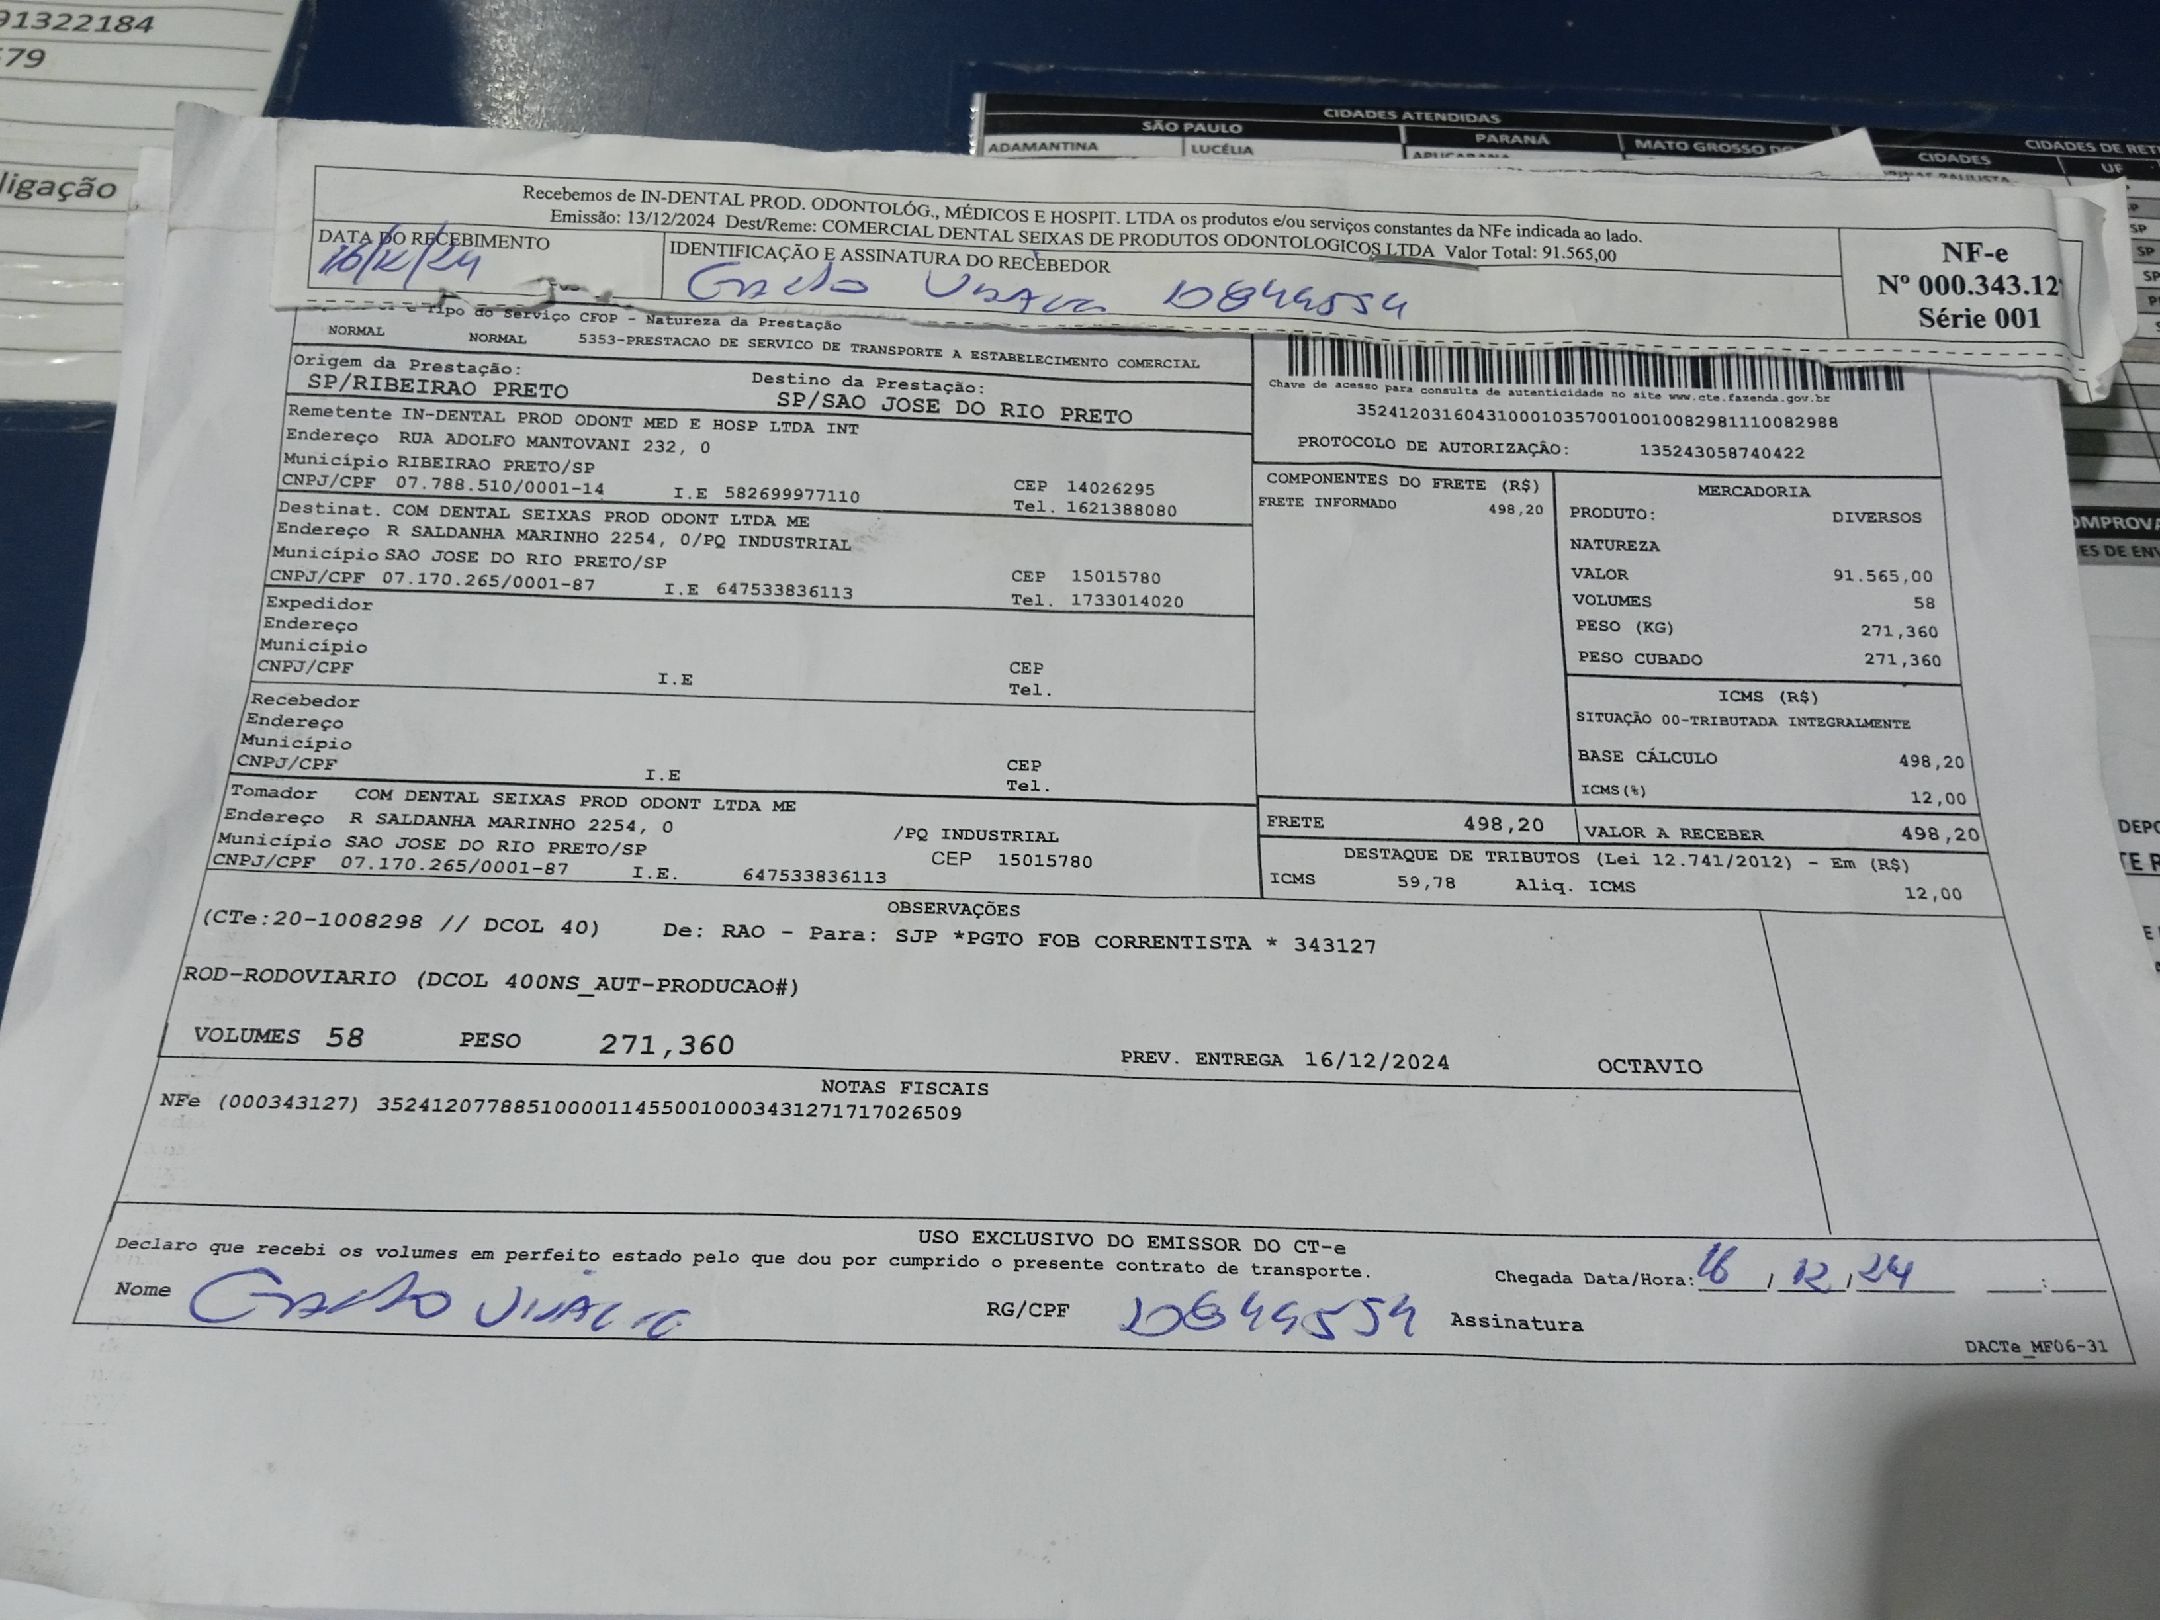 91322184
79
ligação
CIDADES ATENDIDAS
SÃO PAULO
PARANÁ
MATO GROSSO DO
CIDADES
CIDADES DE RET
UF
ADAMANTINA
LUCÉLIA
Recebemos de IN-DENTAL PROD. ODONTOLÓG., MÉDICOS E HOSPIT. LTDA os produtos e/ou serviços constantes da NFe indicada ao lado.
Emissão: 13/12/2024 Dest/Reme: COMERCIAL DENTAL SEIXAS DE PRODUTOS ODONTOLOGICOS LTDA Valor Total: 91.565,00
DATA DO RECEBIMENTO
16/12/24
IDENTIFICAÇÃO E ASSINATURA DO RECEBEDOR
NF-e
Nº 000.343.12
Série 001
Tipo do Serviço CFOP - Natureza da Prestação
NORMAL NORMAL 5353-PRESTACAO DE SERVICO DE TRANSPORTE A ESTABELECIMENTO COMERCIAL
Origem da Prestação: Destino da Prestação:
SP/RIBEIRAO PRETO SP/SAO JOSE DO RIO PRETO
Chave de acesso para consulta de autenticidade no site www.cte.fazenda.gov.br
35241203160431000103570010010082981110082988
PROTOCOLO DE AUTORIZAÇÃO: 135243058740422
Remetente IN-DENTAL PROD ODONT MED E HOSP LTDA INT
Endereço RUA ADOLFO MANTOVANI 232, 0
Município RIBEIRAO PRETO/SP CEP 14026295
CNPJ/CPF 07.788.510/0001-14 I.E 582699977110 Tel. 1621388080
Destinat. COM DENTAL SEIXAS PROD ODONT LTDA ME
Endereço R SALDANHA MARINHO 2254, 0/PQ INDUSTRIAL
Município SAO JOSE DO RIO PRETO/SP CEP 15015780
CNPJ/CPF 07.170.265/0001-87 I.E 647533836113 Tel. 1733014020
Expedidor
Endereço
Município CEP
CNPJ/CPF I.E Tel.
Recebedor
Endereço
Município CEP
CNPJ/CPF I.E Tel.
Tomador COM DENTAL SEIXAS PROD ODONT LTDA ME
Endereço R SALDANHA MARINHO 2254, 0 /PQ INDUSTRIAL
Município SAO JOSE DO RIO PRETO/SP CEP 15015780
CNPJ/CPF 07.170.265/0001-87 I.E. 647533836113
COMPONENTES DO FRETE (R$)
FRETE INFORMADO 498,20
MERCADORIA
PRODUTO: DIVERSOS
NATUREZA
VALOR 91.565,00
VOLUMES 58
PESO (KG) 271,360
PESO CUBADO 271,360
ICMS (R$)
SITUAÇÃO 00-TRIBUTADA INTEGRALMENTE
BASE CÁLCULO 498,20
ICMS(%) 12,00
FRETE 498,20 VALOR A RECEBER 498,20
DESTAQUE DE TRIBUTOS (Lei 12.741/2012) - Em (R$)
ICMS 59,78 Aliq. ICMS 12,00
OBSERVAÇÕES
(CTe:20-1008298 // DCOL 40) De: RAO - Para: SJP *PGTO FOB CORRENTISTA * 343127
ROD-RODOVIARIO (DCOL 400NS_AUT-PRODUCAO#)
VOLUMES 58 PESO 271,360 PREV. ENTREGA 16/12/2024 OCTAVIO
NOTAS FISCAIS
NFe (000343127) 35241207788510000114550010003431271717026509
USO EXCLUSIVO DO EMISSOR DO CT-e
Declaro que recebi os volumes em perfeito estado pelo que dou por cumprido o presente contrato de transporte. Chegada Data/Hora: 16/12/24 :
Nome RG/CPF Assinatura
DACTe_MF06-31